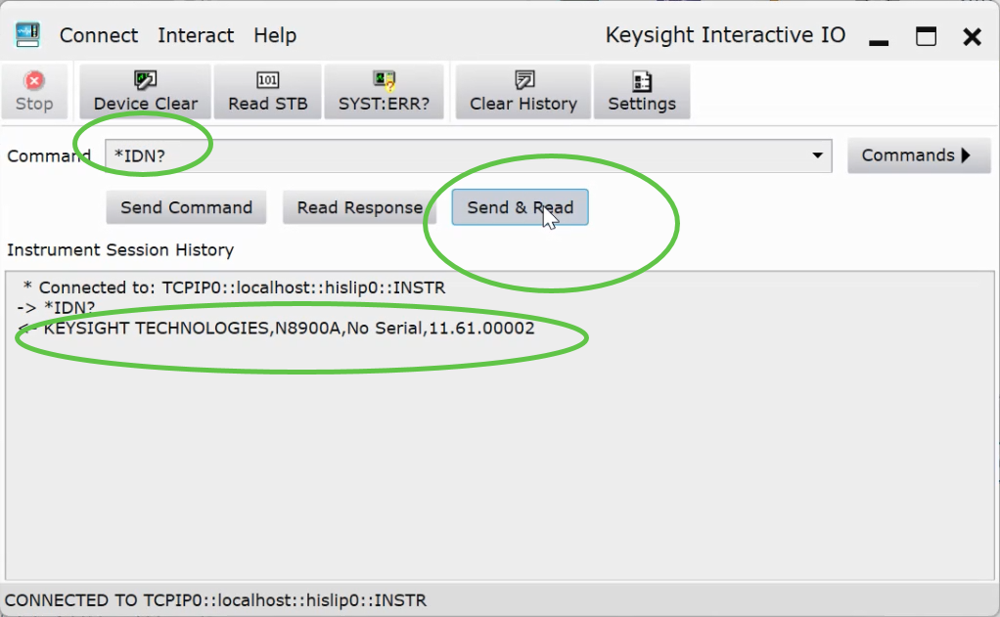 Connect Interact Help Keysight Interactive IO
Stop Device Clear 101 Read STB SYST:ERR? Clear History Settings
Command *IDN? Commands
Send Command Read Response Send & Read
Instrument Session History
* Connected to: TCPIP0::localhost::hislip0::INSTR
-> *IDN?
<- KEYSIGHT TECHNOLOGIES,N8900A,No Serial,11.61.00002
CONNECTED TO TCPIP0::localhost::hislip0::INSTR